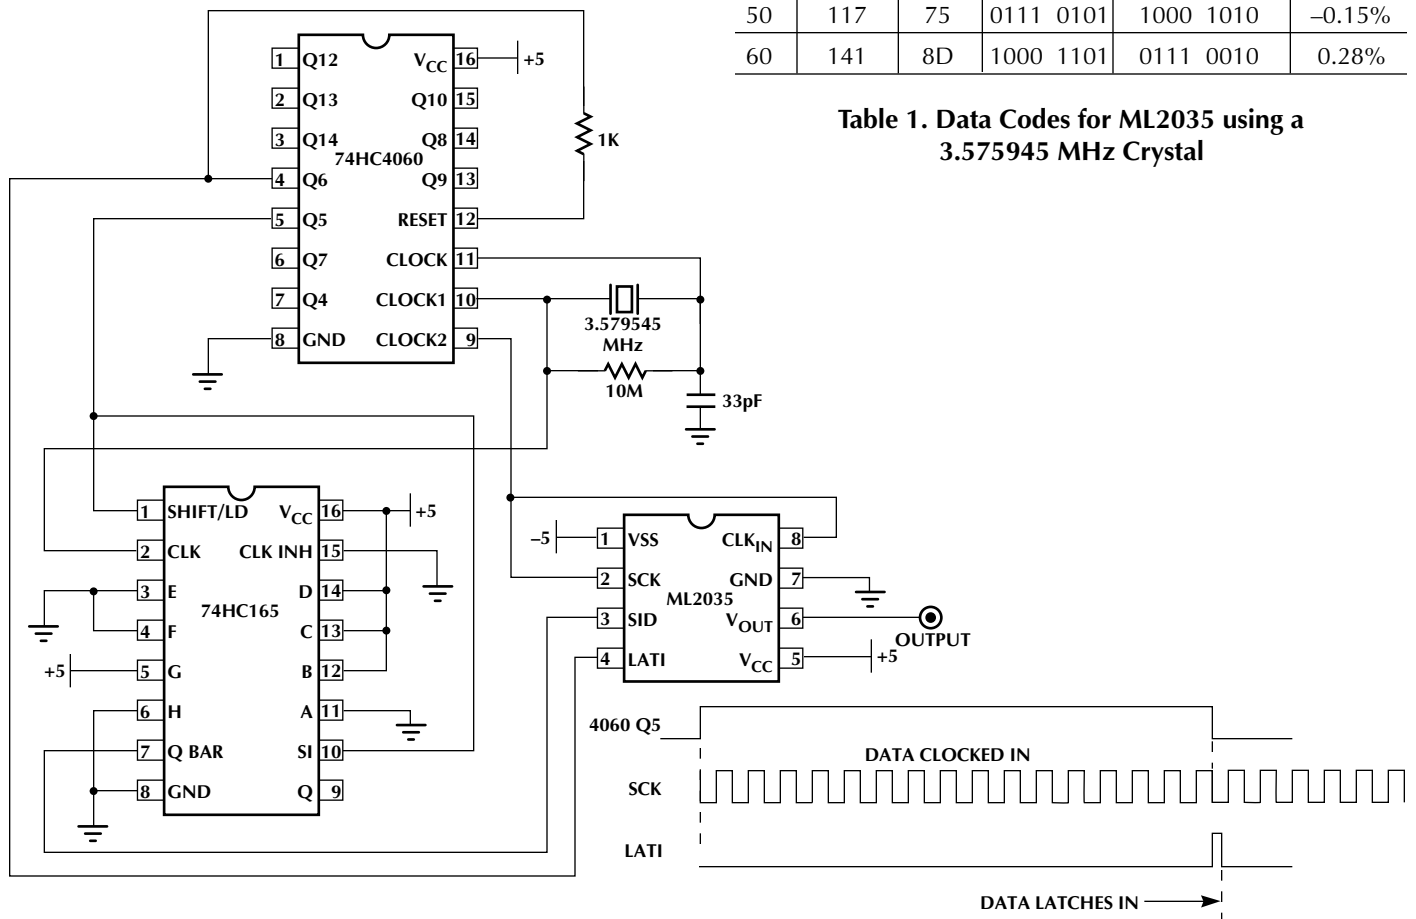 50 117 75 0111 0101 1000 1010 –0.15%
60 141 8D 1000 1101 0111 0010 0.28%
Table 1. Data Codes for ML2035 using a
3.575945 MHz Crystal
1 Q12 VCC 16 +5
2 Q13 Q10 15
3 Q14 Q8 14
74HC4060
4 Q6 Q9 13
5 Q5 RESET 12
6 Q7 CLOCK 11
7 Q4 CLOCK1 10
8 GND CLOCK2 9
1K
3.579545
MHz
10M
33pF
1 SHIFT/LD VCC 16 +5
2 CLK CLK INH 15
3 E D 14
74HC165
4 F C 13
+5 5 G B 12
6 H A 11
7 Q BAR SI 10
8 GND Q 9
–5 1 VSS CLKIN 8
2 SCK GND 7
ML2035
3 SID VOUT 6
OUTPUT
4 LATI VCC 5 +5
4060 Q5
DATA CLOCKED IN
SCK
LATI
DATA LATCHES IN